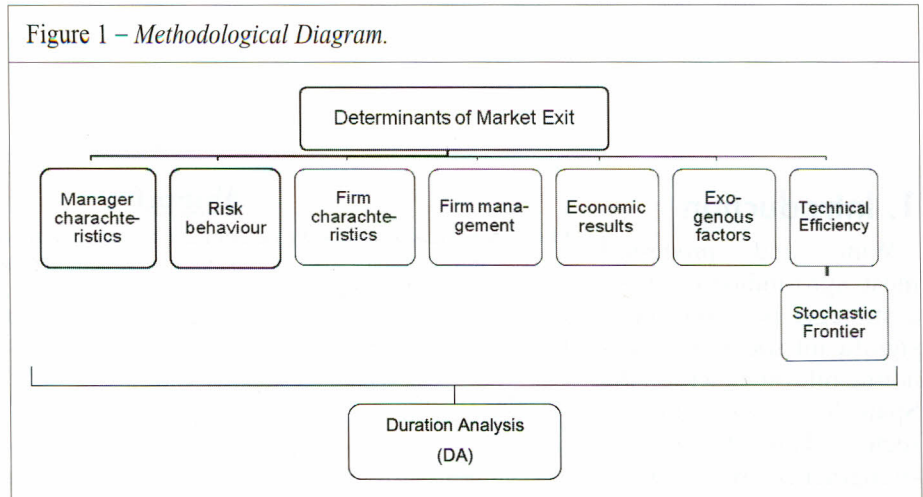 Figure 1 – Methodological Diagram.
Determinants of Market Exit
Manager
charachte-
ristics
Risk
behaviour
Firm
charachte-
ristics
Firm mana-
gement
Economic
results
Exo-
genous
factors
Technical
Efficiency
Stochastic
Frontier
Duration Analysis
(DA)